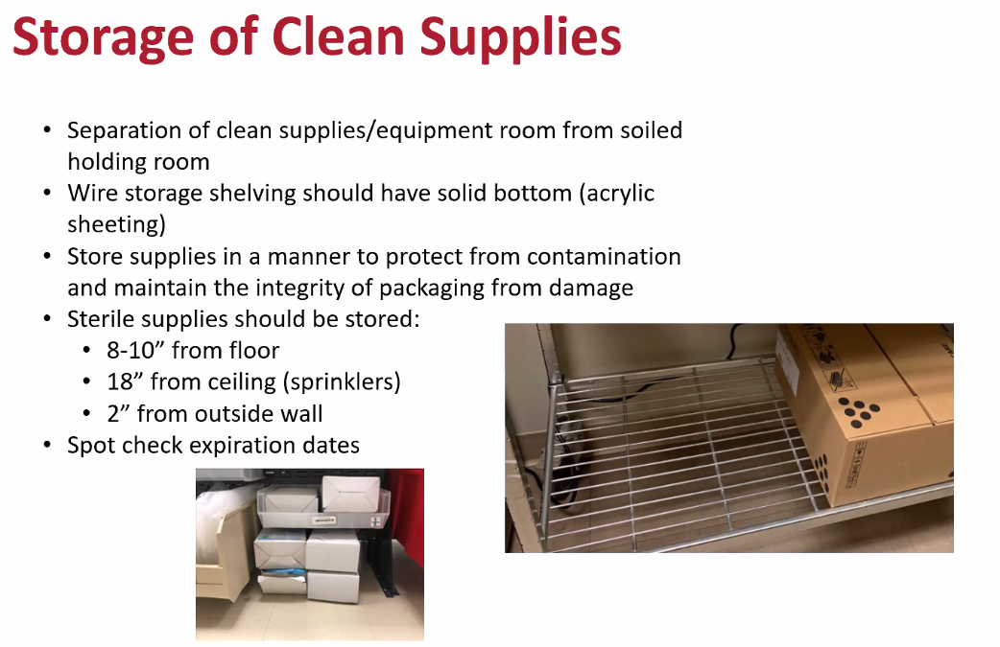 Storage of Clean Supplies
• Separation of clean supplies/equipment room from soiled
holding room
• Wire storage shelving should have solid bottom (acrylic
sheeting)
• Store supplies in a manner to protect from contamination
and maintain the integrity of packaging from damage
• Sterile supplies should be stored:
• 8-10” from floor
• 18” from ceiling (sprinklers)
• 2” from outside wall
• Spot check expiration dates